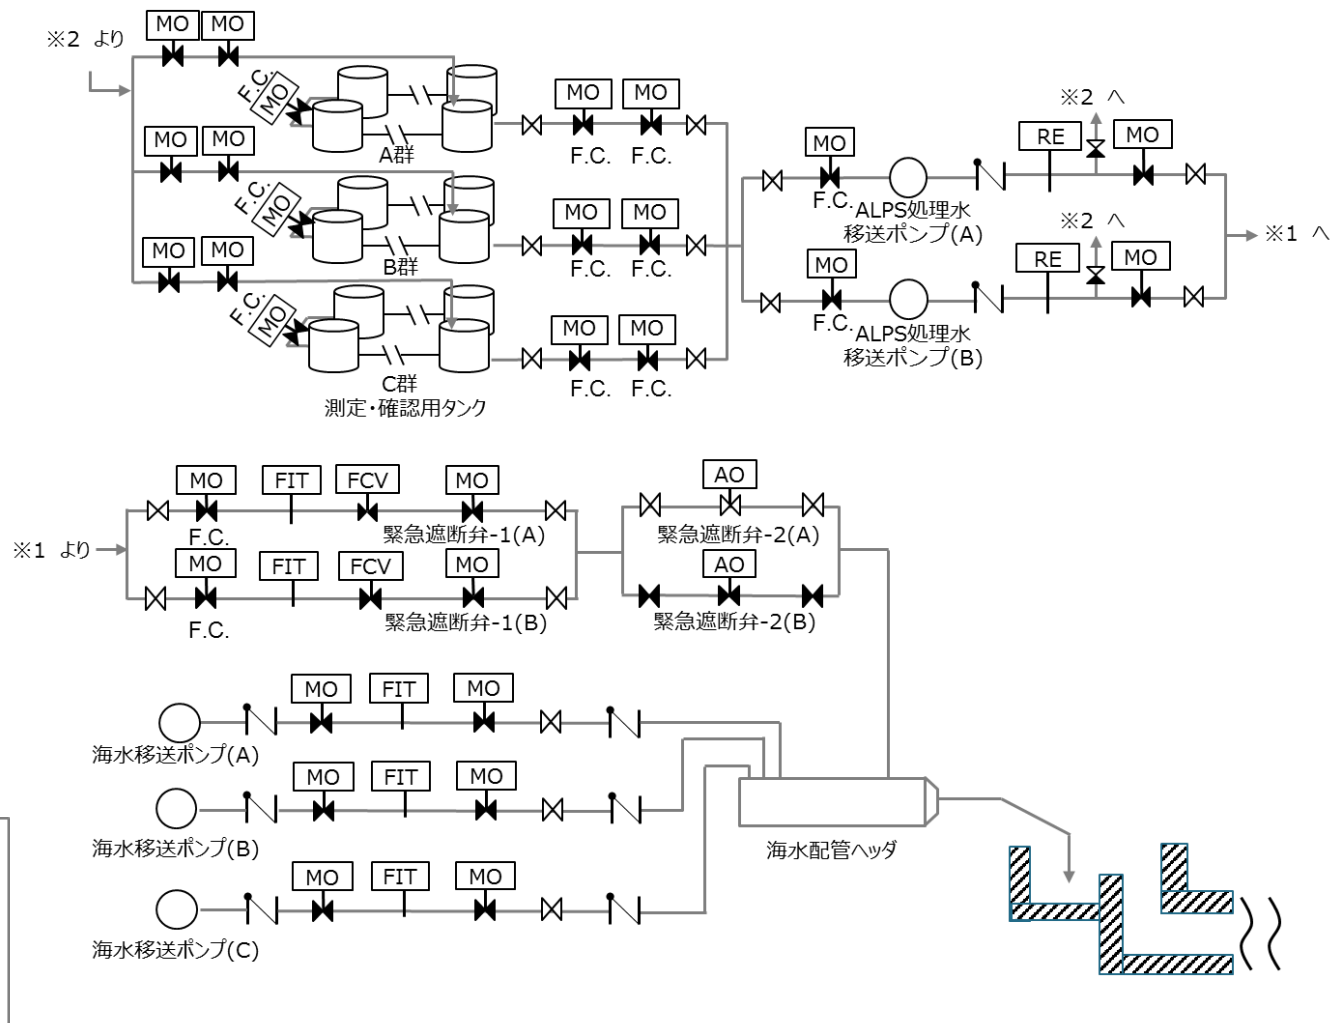 ※2 より
MO MO
F.C.
MO
A群
MO MO
F.C. F.C.
MO MO
F.C.
MO
B群
MO MO
F.C. F.C.
MO MO
F.C.
MO
C群
測定・確認用タンク
MO MO
F.C. F.C.
MO
F.C.
ALPS処理水
移送ポンプ(A)
RE
※2 へ
MO
MO
F.C.
ALPS処理水
移送ポンプ(B)
RE
※2 へ
MO
※1 へ
※1 より
MO FIT FCV MO
F.C.
緊急遮断弁-1(A)
MO FIT FCV MO
F.C.
緊急遮断弁-1(B)
AO
緊急遮断弁-2(A)
AO
緊急遮断弁-2(B)
MO FIT MO
海水移送ポンプ(A)
MO FIT MO
海水移送ポンプ(B)
MO FIT MO
海水移送ポンプ(C)
海水配管ヘッダ